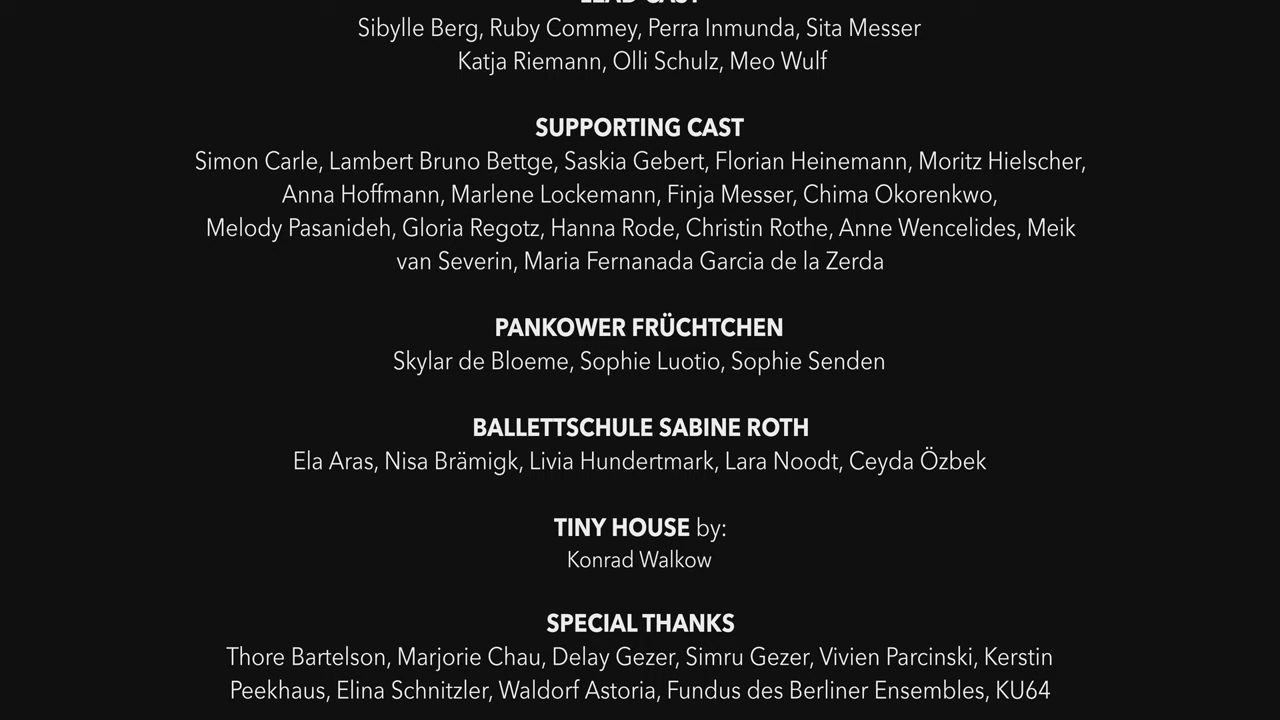 LEAD CAST
Sibylle Berg, Ruby Commey, Perra Inmunda, Sita Messer
Katja Riemann, Olli Schulz, Meo Wulf
SUPPORTING CAST
Simon Carle, Lambert Bruno Bettge, Saskia Gebert, Florian Heinemann, Moritz Hielscher,
Anna Hoffmann, Marlene Lockemann, Finja Messer, Chima Okorenkwo,
Melody Pasanideh, Gloria Regotz, Hanna Rode, Christin Rothe, Anne Wencelides, Meik
van Severin, Maria Fernanada Garcia de la Zerda
PANKOWER FRÜCHTCHEN
Skylar de Bloeme, Sophie Luotio, Sophie Senden
BALLETTSCHULE SABINE ROTH
Ela Aras, Nisa Brämigk, Livia Hundertmark, Lara Noodt, Ceyda Özbek
TINY HOUSE by:
Konrad Walkow
SPECIAL THANKS
Thore Bartelson, Marjorie Chau, Delay Gezer, Simru Gezer, Vivien Parcinski, Kerstin
Peekhaus, Elina Schnitzler, Waldorf Astoria, Fundus des Berliner Ensembles, KU64